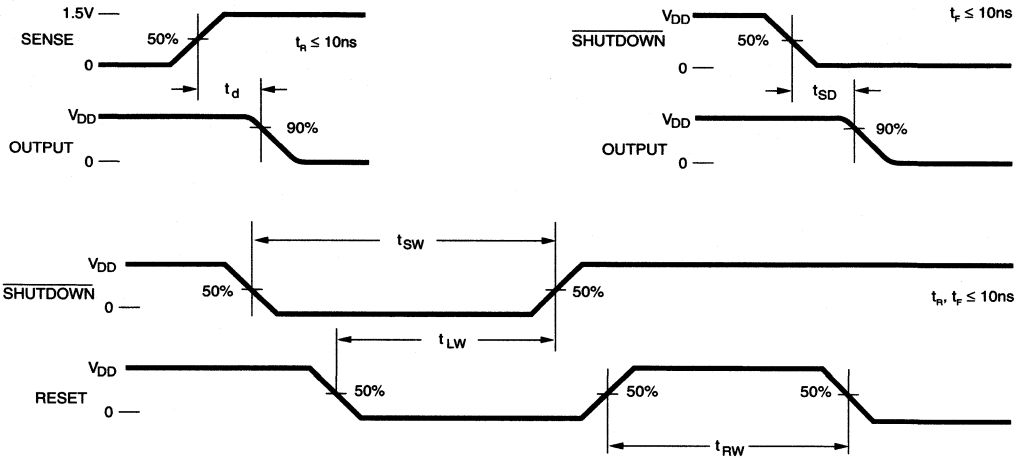 1.5V
SENSE
50%
t_R ≤ 10ns
0
t_d
V_DD
OUTPUT
90%
0
V_DD
t_F ≤ 10ns
SHUTDOWN
50%
0
t_SD
V_DD
OUTPUT
90%
0
t_SW
V_DD
SHUTDOWN
50%
50%
0
t_R, t_F ≤ 10ns
t_LW
V_DD
RESET
50%
50%
50%
0
t_RW